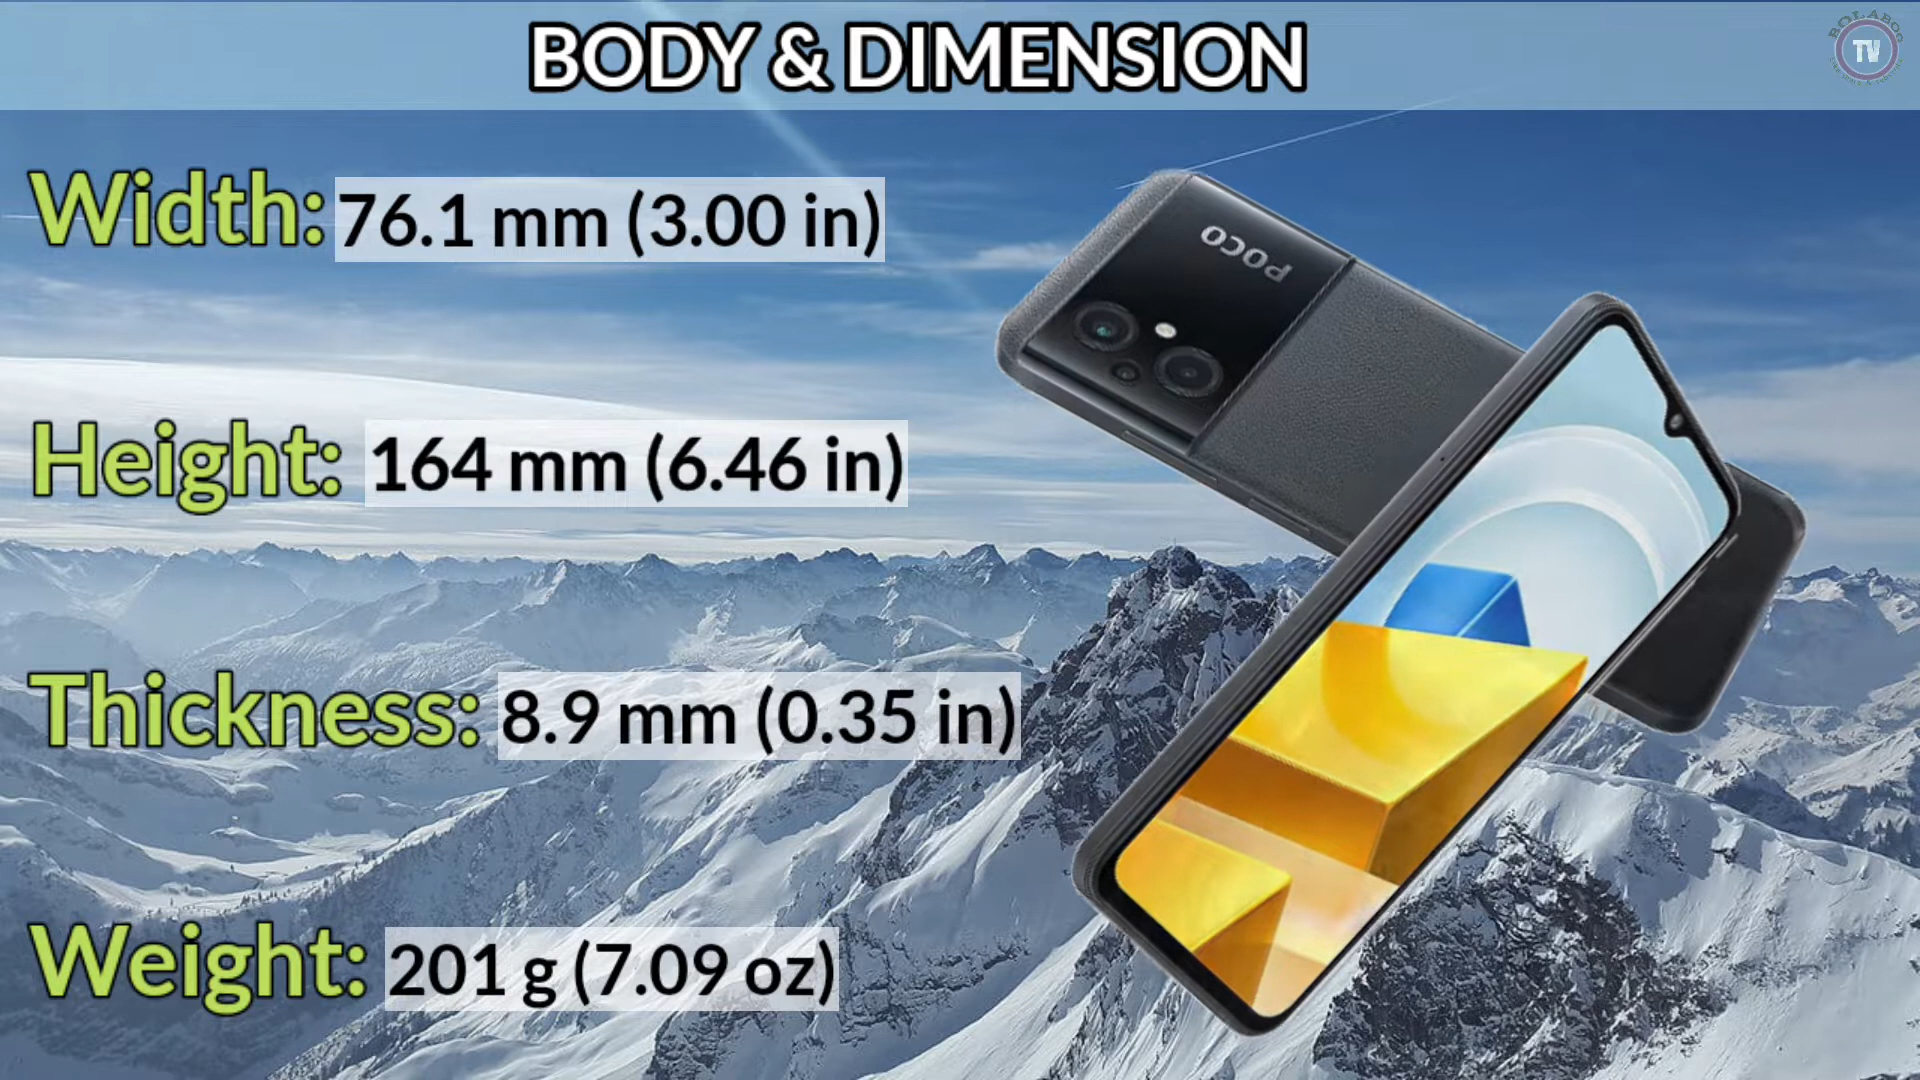 BODY & DIMENSION
BOLABOG
TV
Width: 76.1 mm (3.00 in)
POCO
Height: 164 mm (6.46 in)
Thickness: 8.9 mm (0.35 in)
Weight: 201 g (7.09 oz)